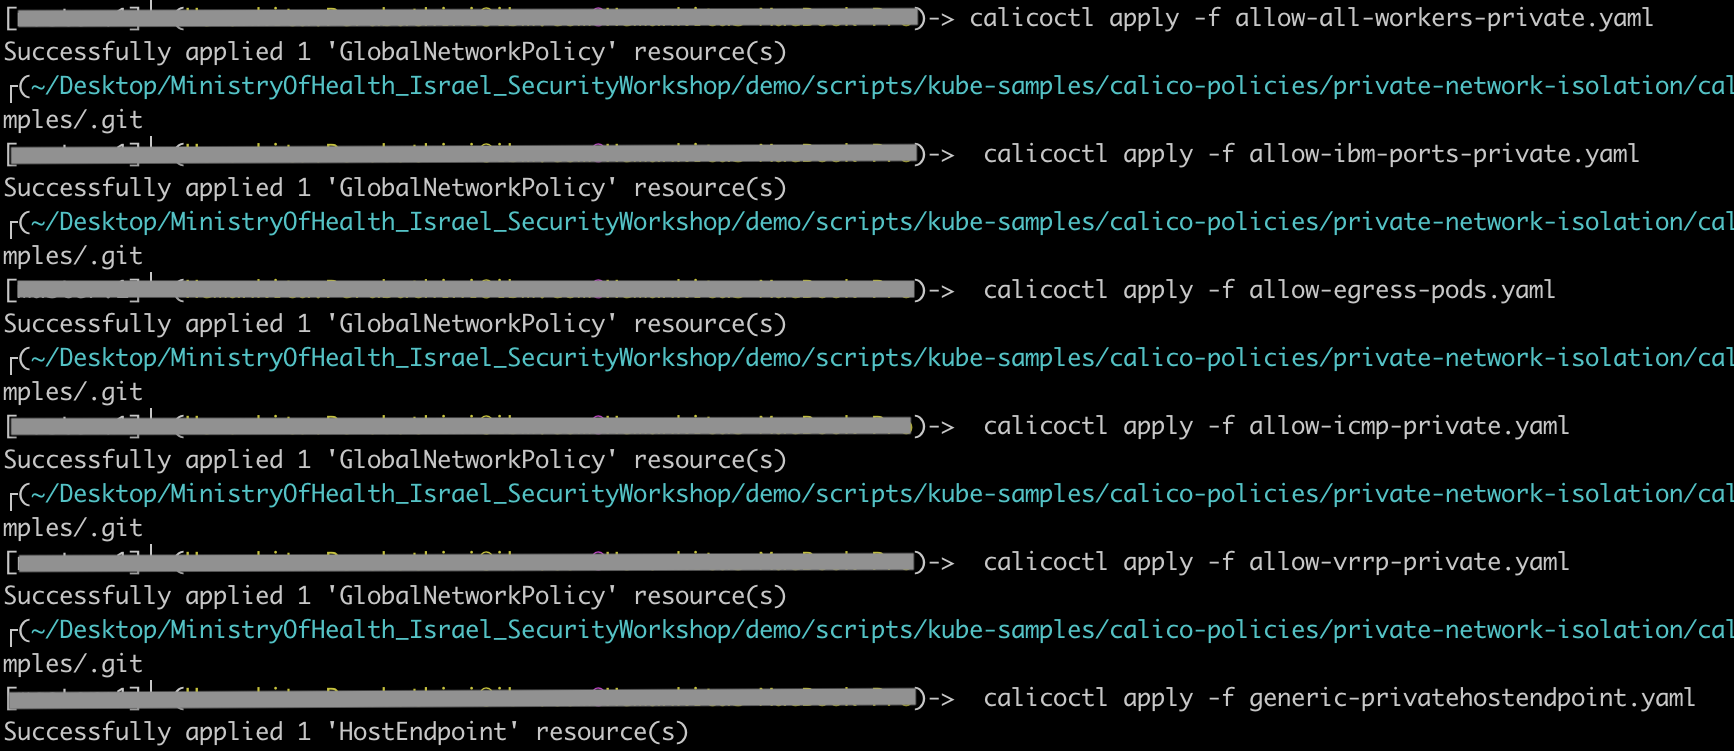 [ )-> calicoctl apply -f allow-all-workers-private.yaml
Successfully applied 1 'GlobalNetworkPolicy' resource(s)
┌(~/Desktop/MinistryOfHealth_Israel_SecurityWorkshop/demo/scripts/kube-samples/calico-policies/private-network-isolation/cal
mples/.git
[ )->  calicoctl apply -f allow-ibm-ports-private.yaml
Successfully applied 1 'GlobalNetworkPolicy' resource(s)
┌(~/Desktop/MinistryOfHealth_Israel_SecurityWorkshop/demo/scripts/kube-samples/calico-policies/private-network-isolation/cal
mples/.git
[ )->  calicoctl apply -f allow-egress-pods.yaml
Successfully applied 1 'GlobalNetworkPolicy' resource(s)
┌(~/Desktop/MinistryOfHealth_Israel_SecurityWorkshop/demo/scripts/kube-samples/calico-policies/private-network-isolation/cal
mples/.git
[ )->  calicoctl apply -f allow-icmp-private.yaml
Successfully applied 1 'GlobalNetworkPolicy' resource(s)
┌(~/Desktop/MinistryOfHealth_Israel_SecurityWorkshop/demo/scripts/kube-samples/calico-policies/private-network-isolation/cal
mples/.git
[ )->  calicoctl apply -f allow-vrrp-private.yaml
Successfully applied 1 'GlobalNetworkPolicy' resource(s)
┌(~/Desktop/MinistryOfHealth_Israel_SecurityWorkshop/demo/scripts/kube-samples/calico-policies/private-network-isolation/cal
mples/.git
[ )->  calicoctl apply -f generic-privatehostendpoint.yaml
Successfully applied 1 'HostEndpoint' resource(s)